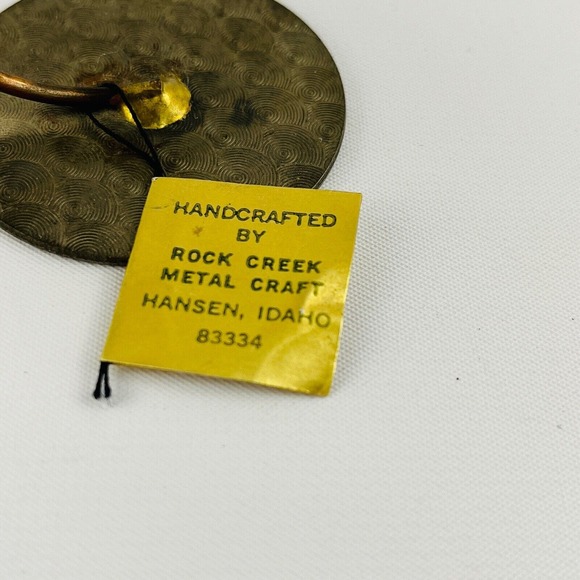 HANDCRAFTED
BY
ROCK CREEK
METAL CRAFT
HANSEN, IDAHO
83334